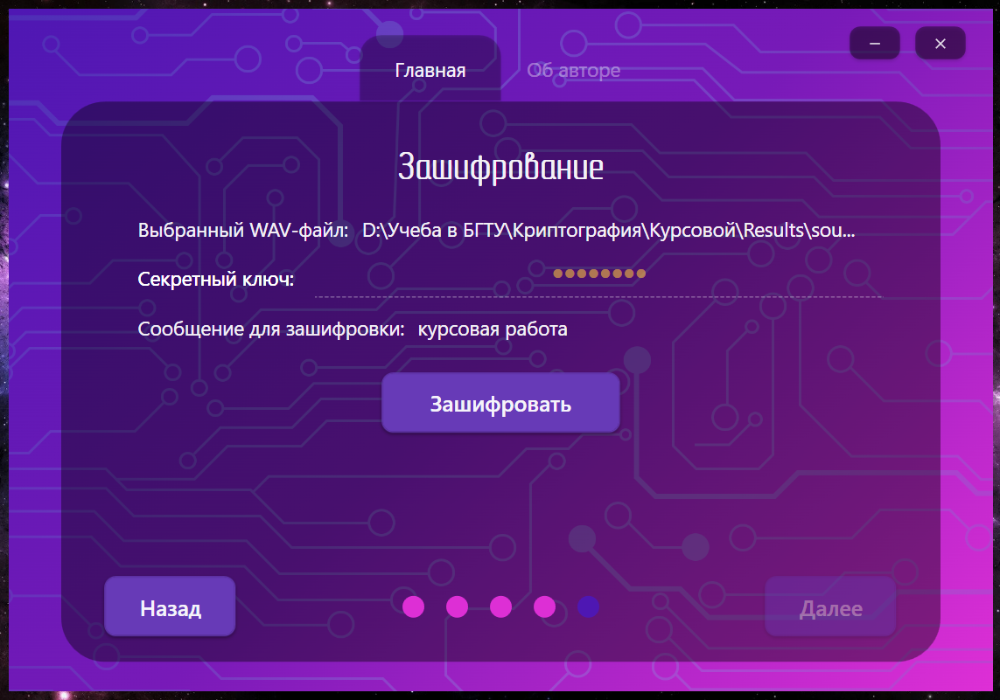 Главная
Об авторе
Зашифрование
Выбранный WAV-файл: D:\Учеба в БГТУ\Криптография\Курсовой\Results\sou...
Секретный ключ: ••••••••
Сообщение для зашифровки: курсовая работа
Зашифровать
Назад
Далее